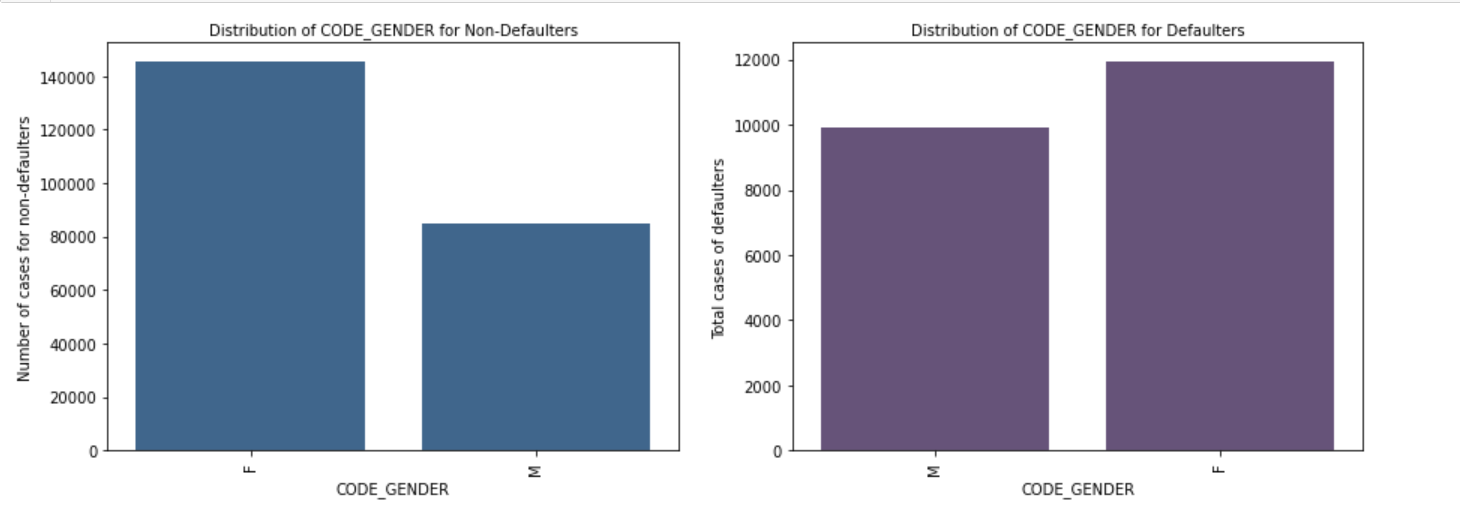 Distribution of CODE_GENDER for Non-Defaulters
Number of cases for non-defaulters
140000
120000
100000
80000
60000
40000
20000
0
F
M
CODE_GENDER
Distribution of CODE_GENDER for Defaulters
Total cases of defaulters
12000
10000
8000
6000
4000
2000
0
M
F
CODE_GENDER